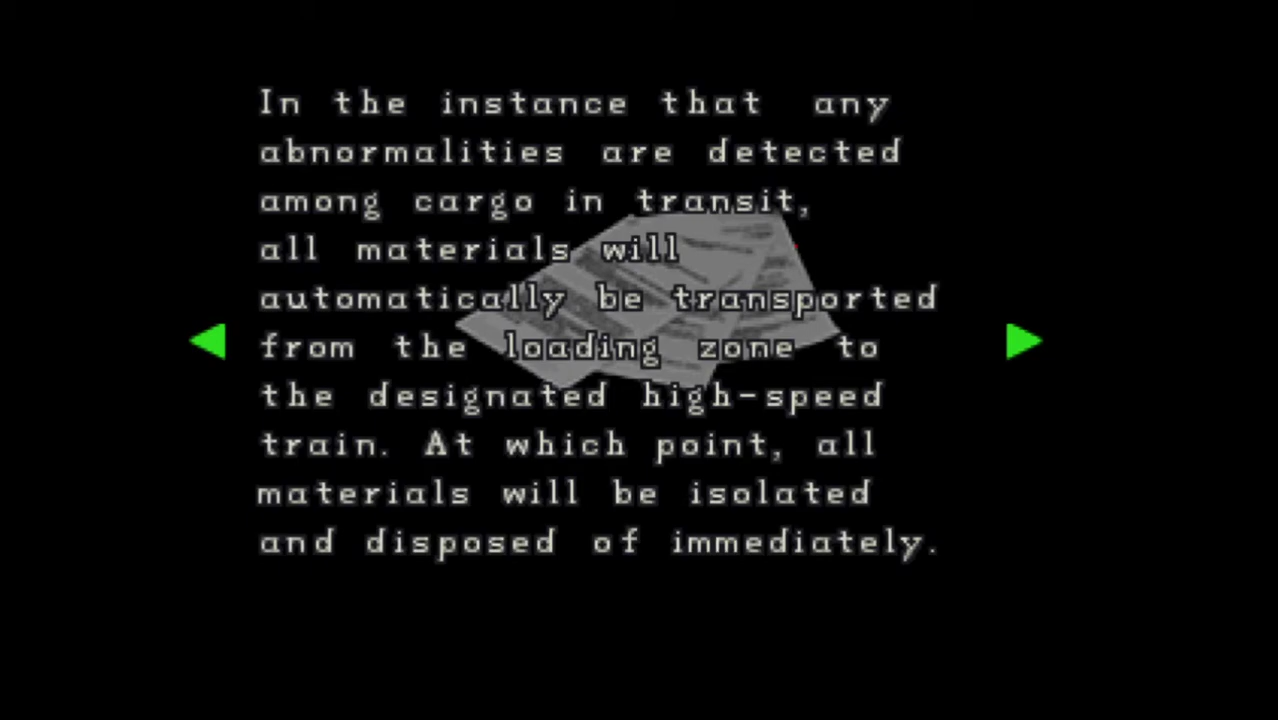 In the instance that any
abnormalities are detected
among cargo in transit,
all materials will
automatically be transported
from the loading zone to
the designated high-speed
train. At which point, all
materials will be isolated
and disposed of immediately.